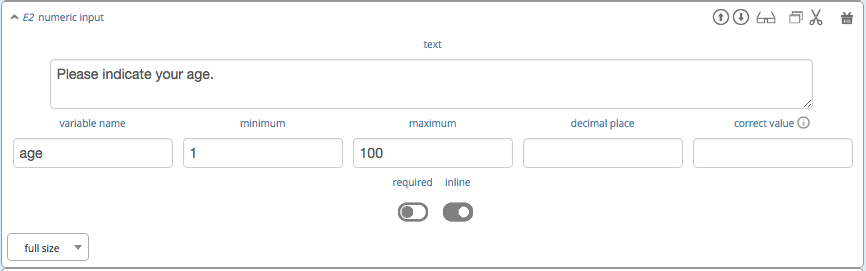 E2 numeric input
text
Please indicate your age.
variable name minimum maximum decimal place correct value
age 1 100
required inline
full size